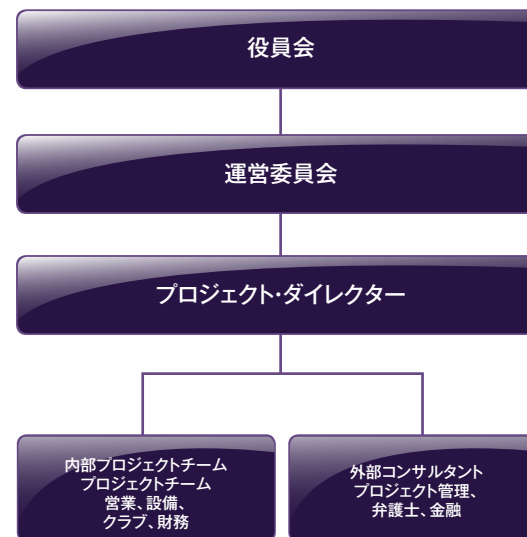 役員会
運営委員会
プロジェクト・ダイレクター
内部プロジェクトチーム
プロジェクトチーム
営業、設備、
クラブ、財務
外部コンサルタント
プロジェクト管理、
弁護士、金融